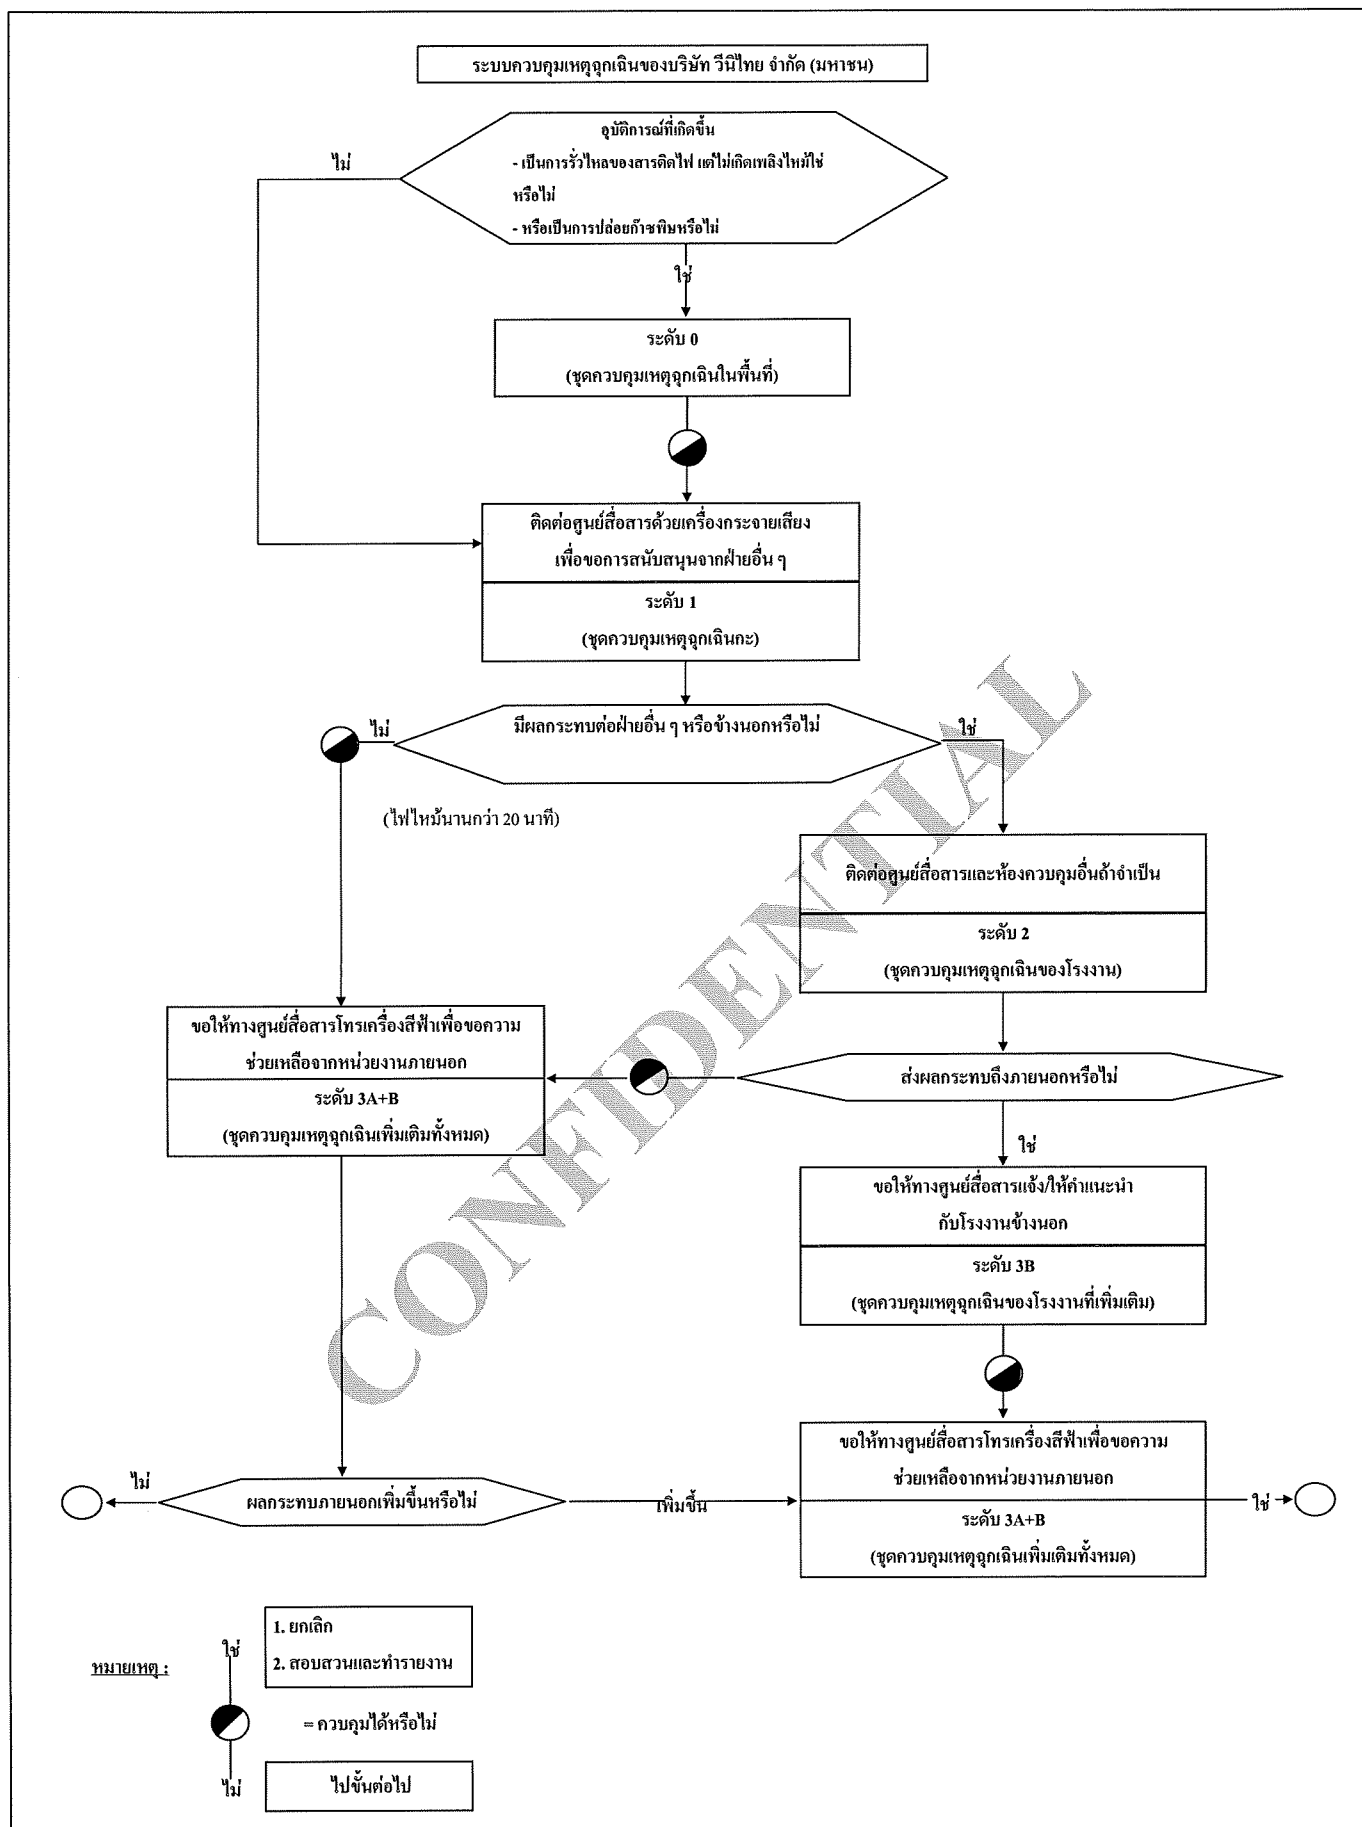 ระบบควบคุมเหตุฉุกเฉินของบริษัท วีนิไทย จำกัด (มหาชน)
อุบัติการณ์ที่เกิดขึ้น
- เป็นการรั่วไหลของสารติดไฟ แต่ไม่เกิดเพลิงไหม้ใช่
หรือไม่
- หรือเป็นการปล่อยก๊าซพิษหรือไม่
ไม่
ใช่
ระดับ 0
(ชุดควบคุมเหตุฉุกเฉินในพื้นที่)
ติดต่อศูนย์สื่อสารด้วยเครื่องกระจายเสียง
เพื่อขอการสนับสนุนจากฝ่ายอื่น ๆ
ระดับ 1
(ชุดควบคุมเหตุฉุกเฉินกะ)
มีผลกระทบต่อฝ่ายอื่น ๆ หรือข้างนอกหรือไม่
ไม่
ใช่
(ไฟไหม้นานกว่า 20 นาที)
ติดต่อศูนย์สื่อสารและห้องควบคุมอื่นถ้าจำเป็น
ระดับ 2
(ชุดควบคุมเหตุฉุกเฉินของโรงงาน)
ขอให้ทางศูนย์สื่อสารโทรเครื่องสีฟ้าเพื่อขอความ
ช่วยเหลือจากหน่วยงานภายนอก
ระดับ 3A+B
(ชุดควบคุมเหตุฉุกเฉินเพิ่มเติมทั้งหมด)
ส่งผลกระทบถึงภายนอกหรือไม่
ใช่
ขอให้ทางศูนย์สื่อสารแจ้ง/ให้คำแนะนำ
กับโรงงานข้างนอก
ระดับ 3B
(ชุดควบคุมเหตุฉุกเฉินของโรงงานที่เพิ่มเติม)
ขอให้ทางศูนย์สื่อสารโทรเครื่องสีฟ้าเพื่อขอความ
ช่วยเหลือจากหน่วยงานภายนอก
ระดับ 3A+B
(ชุดควบคุมเหตุฉุกเฉินเพิ่มเติมทั้งหมด)
ไม่
ผลกระทบภายนอกเพิ่มขึ้นหรือไม่
เพิ่มขึ้น
ใช่
CONFIDENTIAL
หมายเหตุ :
ใช่
1. ยกเลิก
2. สอบสวนและทำรายงาน
= ควบคุมได้หรือไม่
ไม่
ไปขั้นต่อไป